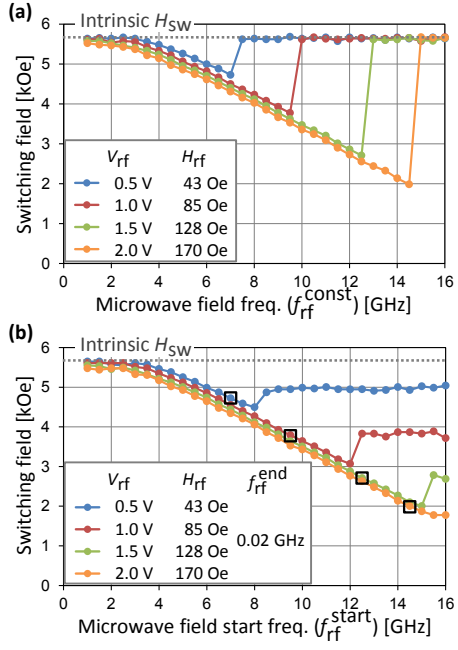 (a)
Intrinsic H_SW
6
5
4
3
2
1
0
Switching field [kOe]
V_rf H_rf
0.5 V 43 Oe
1.0 V 85 Oe
1.5 V 128 Oe
2.0 V 170 Oe
0 2 4 6 8 10 12 14 16
Microwave field freq. (f_rf^const) [GHz]
(b)
Intrinsic H_SW
6
5
4
3
2
1
0
Switching field [kOe]
V_rf H_rf f_rf^end
0.5 V 43 Oe
1.0 V 85 Oe
0.02 GHz
1.5 V 128 Oe
2.0 V 170 Oe
0 2 4 6 8 10 12 14 16
Microwave field start freq. (f_rf^start) [GHz]